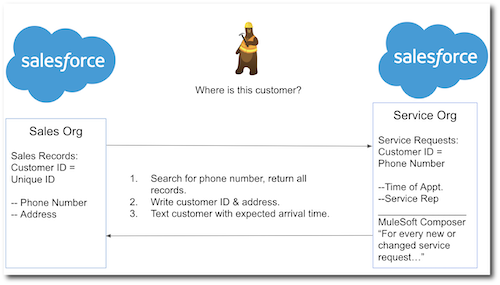 salesforce
salesforce
Where is this customer?
Sales Org
Sales Records:
Customer ID =
Unique ID
-- Phone Number
-- Address
1. Search for phone number, return all
records.
2. Write customer ID & address.
3. Text customer with expected arrival time.
Service Org
Service Requests:
Customer ID =
Phone Number
--Time of Appt.
--Service Rep
MuleSoft Composer
"For every new or
changed service
request…"